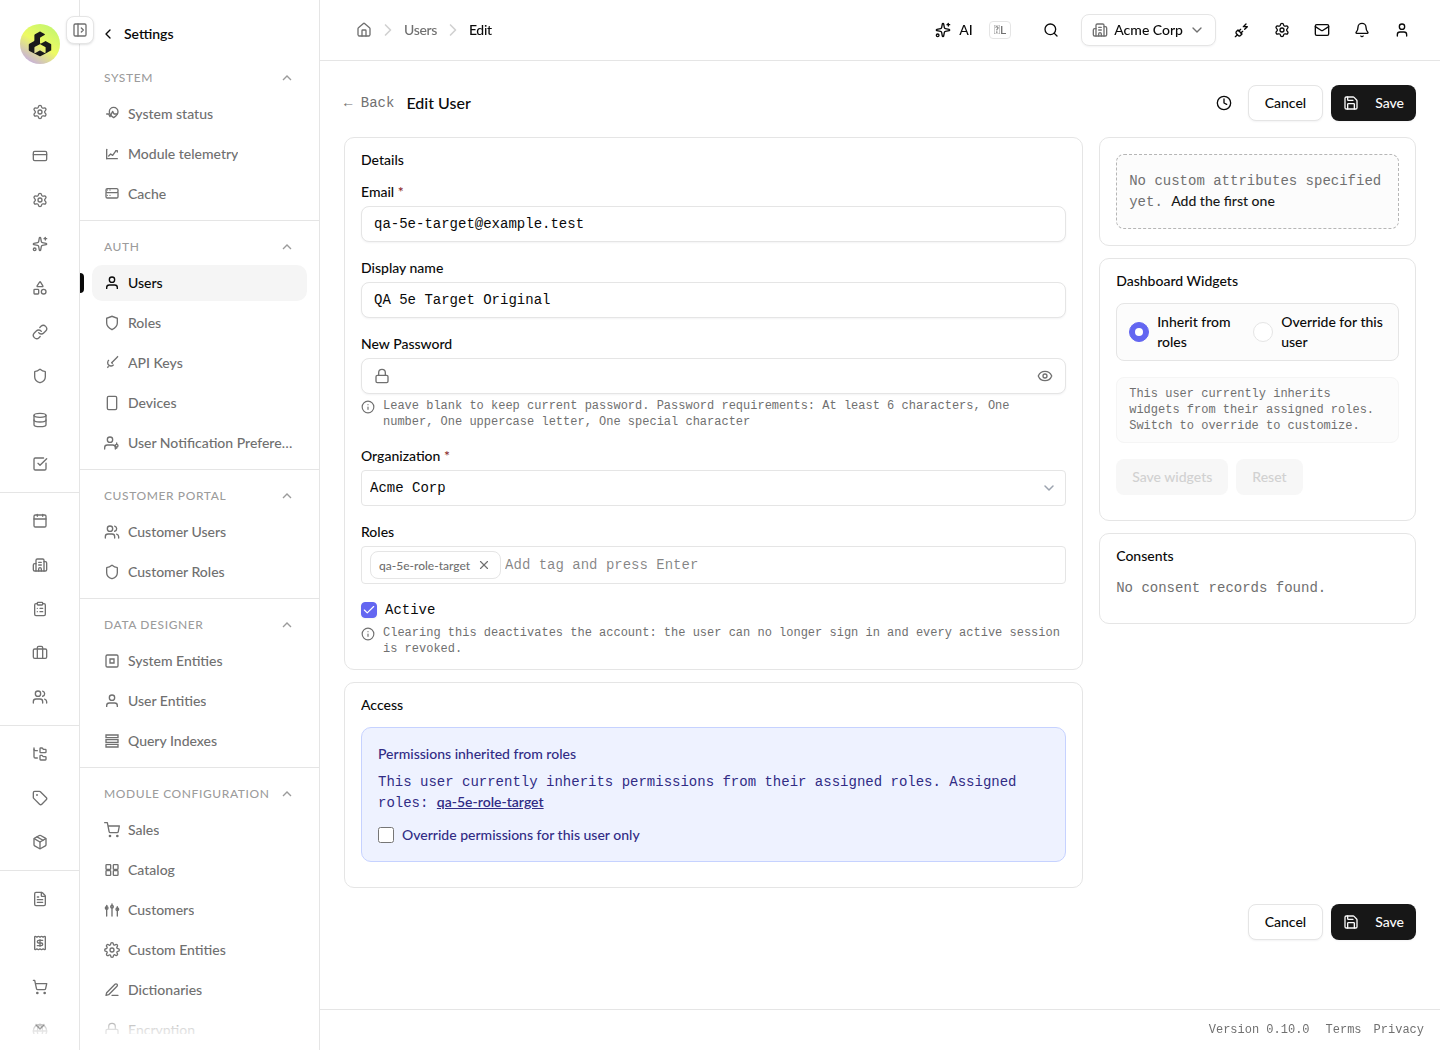 Settings
SYSTEM
System status
Module telemetry
Cache
AUTH
Users
Roles
API Keys
Devices
User Notification Prefere...
CUSTOMER PORTAL
Customer Users
Customer Roles
DATA DESIGNER
System Entities
User Entities
Query Indexes
MODULE CONFIGURATION
Sales
Catalog
Customers
Custom Entities
Dictionaries
Encryption
Users
Edit
AI
L
Acme Corp
← Back
Edit User
Cancel
Save
Details
Email *
qa-5e-target@example.test
Display name
QA 5e Target Original
New Password
Leave blank to keep current password. Password requirements: At least 6 characters, One
number, One uppercase letter, One special character
Organization *
Acme Corp
Roles
qa-5e-role-target
Add tag and press Enter
Active
Clearing this deactivates the account: the user can no longer sign in and every active session
is revoked.
Access
Permissions inherited from roles
This user currently inherits permissions from their assigned roles. Assigned
roles: qa-5e-role-target
Override permissions for this user only
No custom attributes specified
yet. Add the first one
Dashboard Widgets
Inherit from
roles
Override for this
user
This user currently inherits
widgets from their assigned roles.
Switch to override to customize.
Save widgets
Reset
Consents
No consent records found.
Cancel
Save
Version 0.10.0
Terms
Privacy